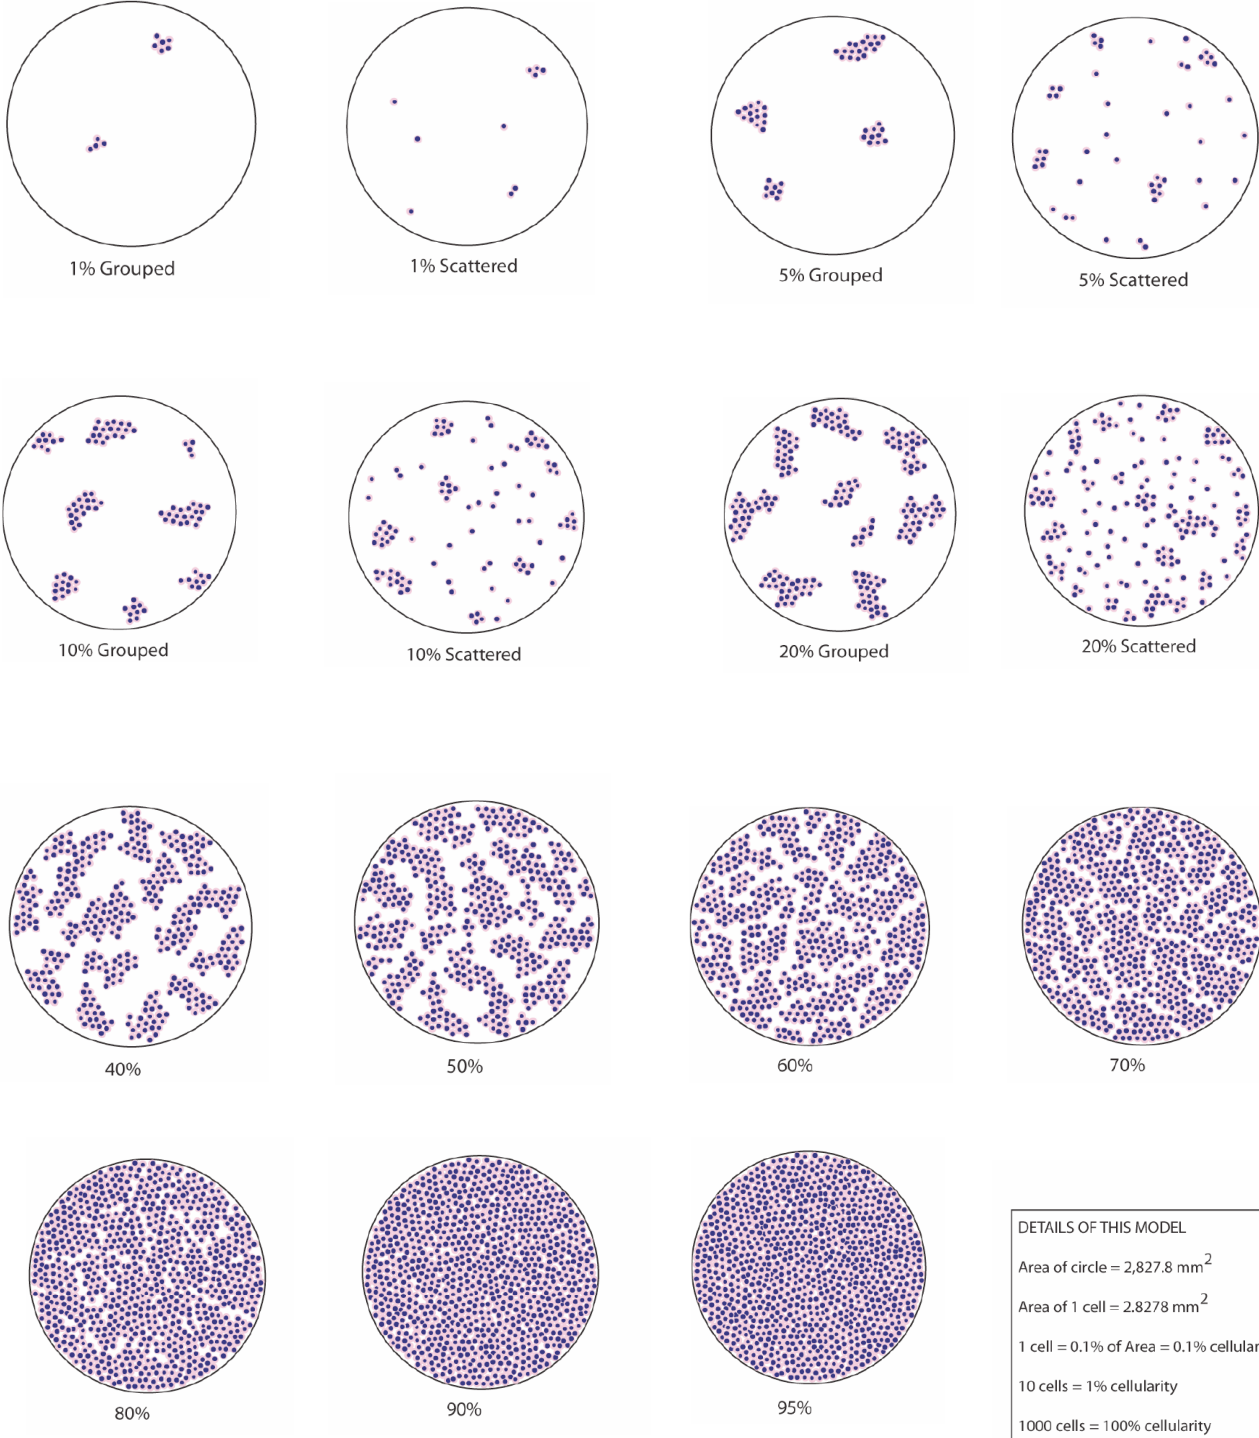 1% Grouped
1% Scattered
5% Grouped
5% Scattered
10% Grouped
10% Scattered
20% Grouped
20% Scattered
40%
50%
60%
70%
80%
90%
95%
DETAILS OF THIS MODEL
Area of circle = 2,827.8 mm²
Area of 1 cell = 2.8278 mm²
1 cell = 0.1% of Area = 0.1% cellular
10 cells = 1% cellularity
1000 cells = 100% cellularity